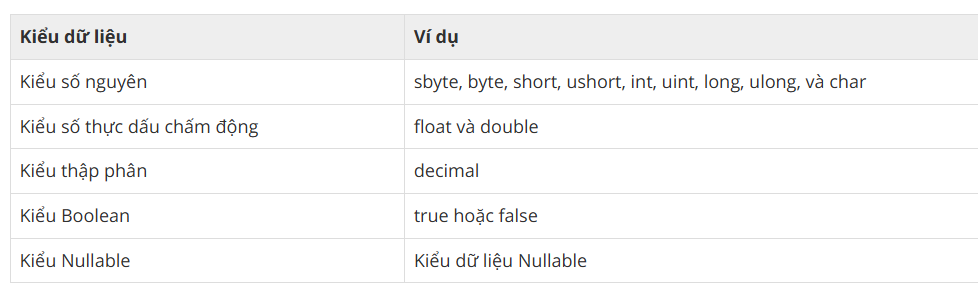 Kiểu dữ liệu Ví dụ
Kiểu số nguyên sbyte, byte, short, ushort, int, uint, long, ulong, và char
Kiểu số thực dấu chấm động float và double
Kiểu thập phân decimal
Kiểu Boolean true hoặc false
Kiểu Nullable Kiểu dữ liệu Nullable